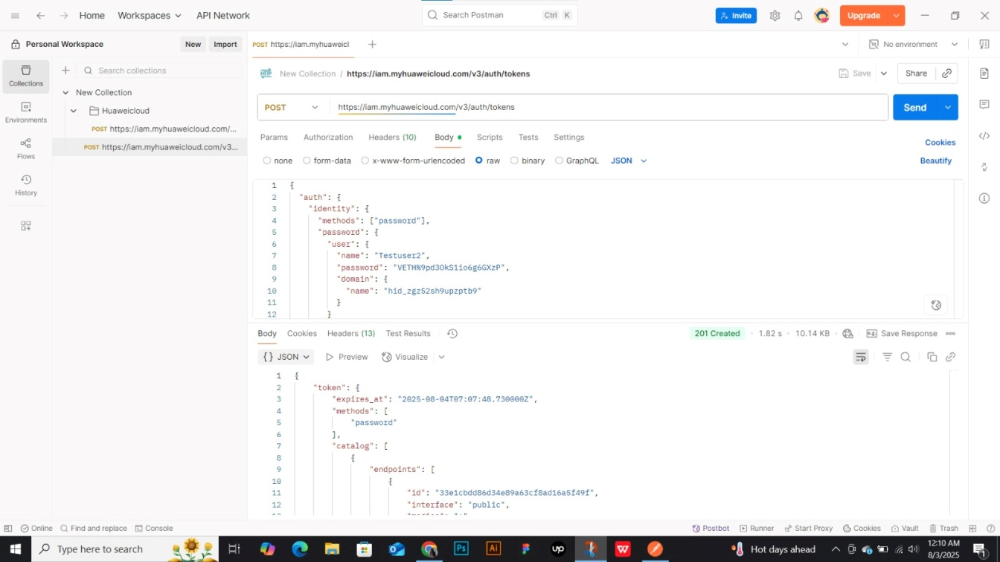 Home Workspaces API Network Search Postman Ctrl K Invite Upgrade
Personal Workspace New Import POST https://iam.myhuaweicl No environment
Collections
Search collections
New Collection / https://iam.myhuaweicloud.com/v3/auth/tokens Save Share
New Collection
Huaweicloud
POST https://iam.myhuaweicloud.com/v3/auth/tokens Send
Environments
POST https://iam.myhuaweicloud.com/...
POST https://iam.myhuaweicloud.com/v3...
Flows
History
Params Authorization Headers (10) Body Scripts Tests Settings Cookies
none form-data x-www-form-urlencoded raw binary GraphQL JSON Beautify
1 {
2 "auth": {
3 "identity": {
4 "methods": ["password"],
5 "password": {
6 "user": {
7 "name": "Testuser2",
8 "password": "VETH%9pd3OkS1io6g6GXzP",
9 "domain": {
10 "name": "hid_zgz52sh9upzptb9"
11 }
12 }
Body Cookies Headers (13) Test Results 201 Created 1.82 s 10.14 KB Save Response
{} JSON Preview Visualize
1 {
2 "token": {
3 "expires_at": "2025-08-04T07:07:48.730000Z",
4 "methods": [
5 "password"
6 ],
7 "catalog": [
8 {
9 "endpoints": [
10 {
11 "id": "33e1cbdd86d34e89a63cf8ad16a5f49f",
12 "interface": "public",
Online Find and replace Console Postbot Runner Start Proxy Cookies Vault Trash
Type here to search Ps Ai up W Hot days ahead 12:10 AM
8/3/2025